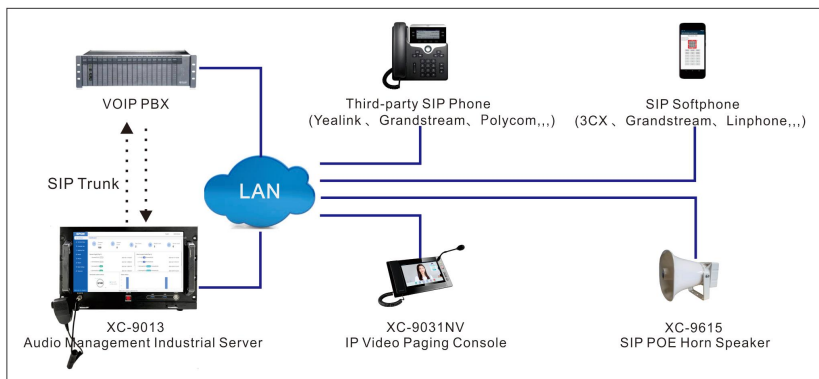 VOIP PBX
Third-party SIP Phone
(Yealink 、Grandstream、Polycom,,,)
SIP Softphone
(3CX 、Grandstream、Linphone,,,)
SIP Trunk
LAN
XC-9013
Audio Management Industrial Server
XC-9031NV
IP Video Paging Console
XC-9615
SIP POE Horn Speaker